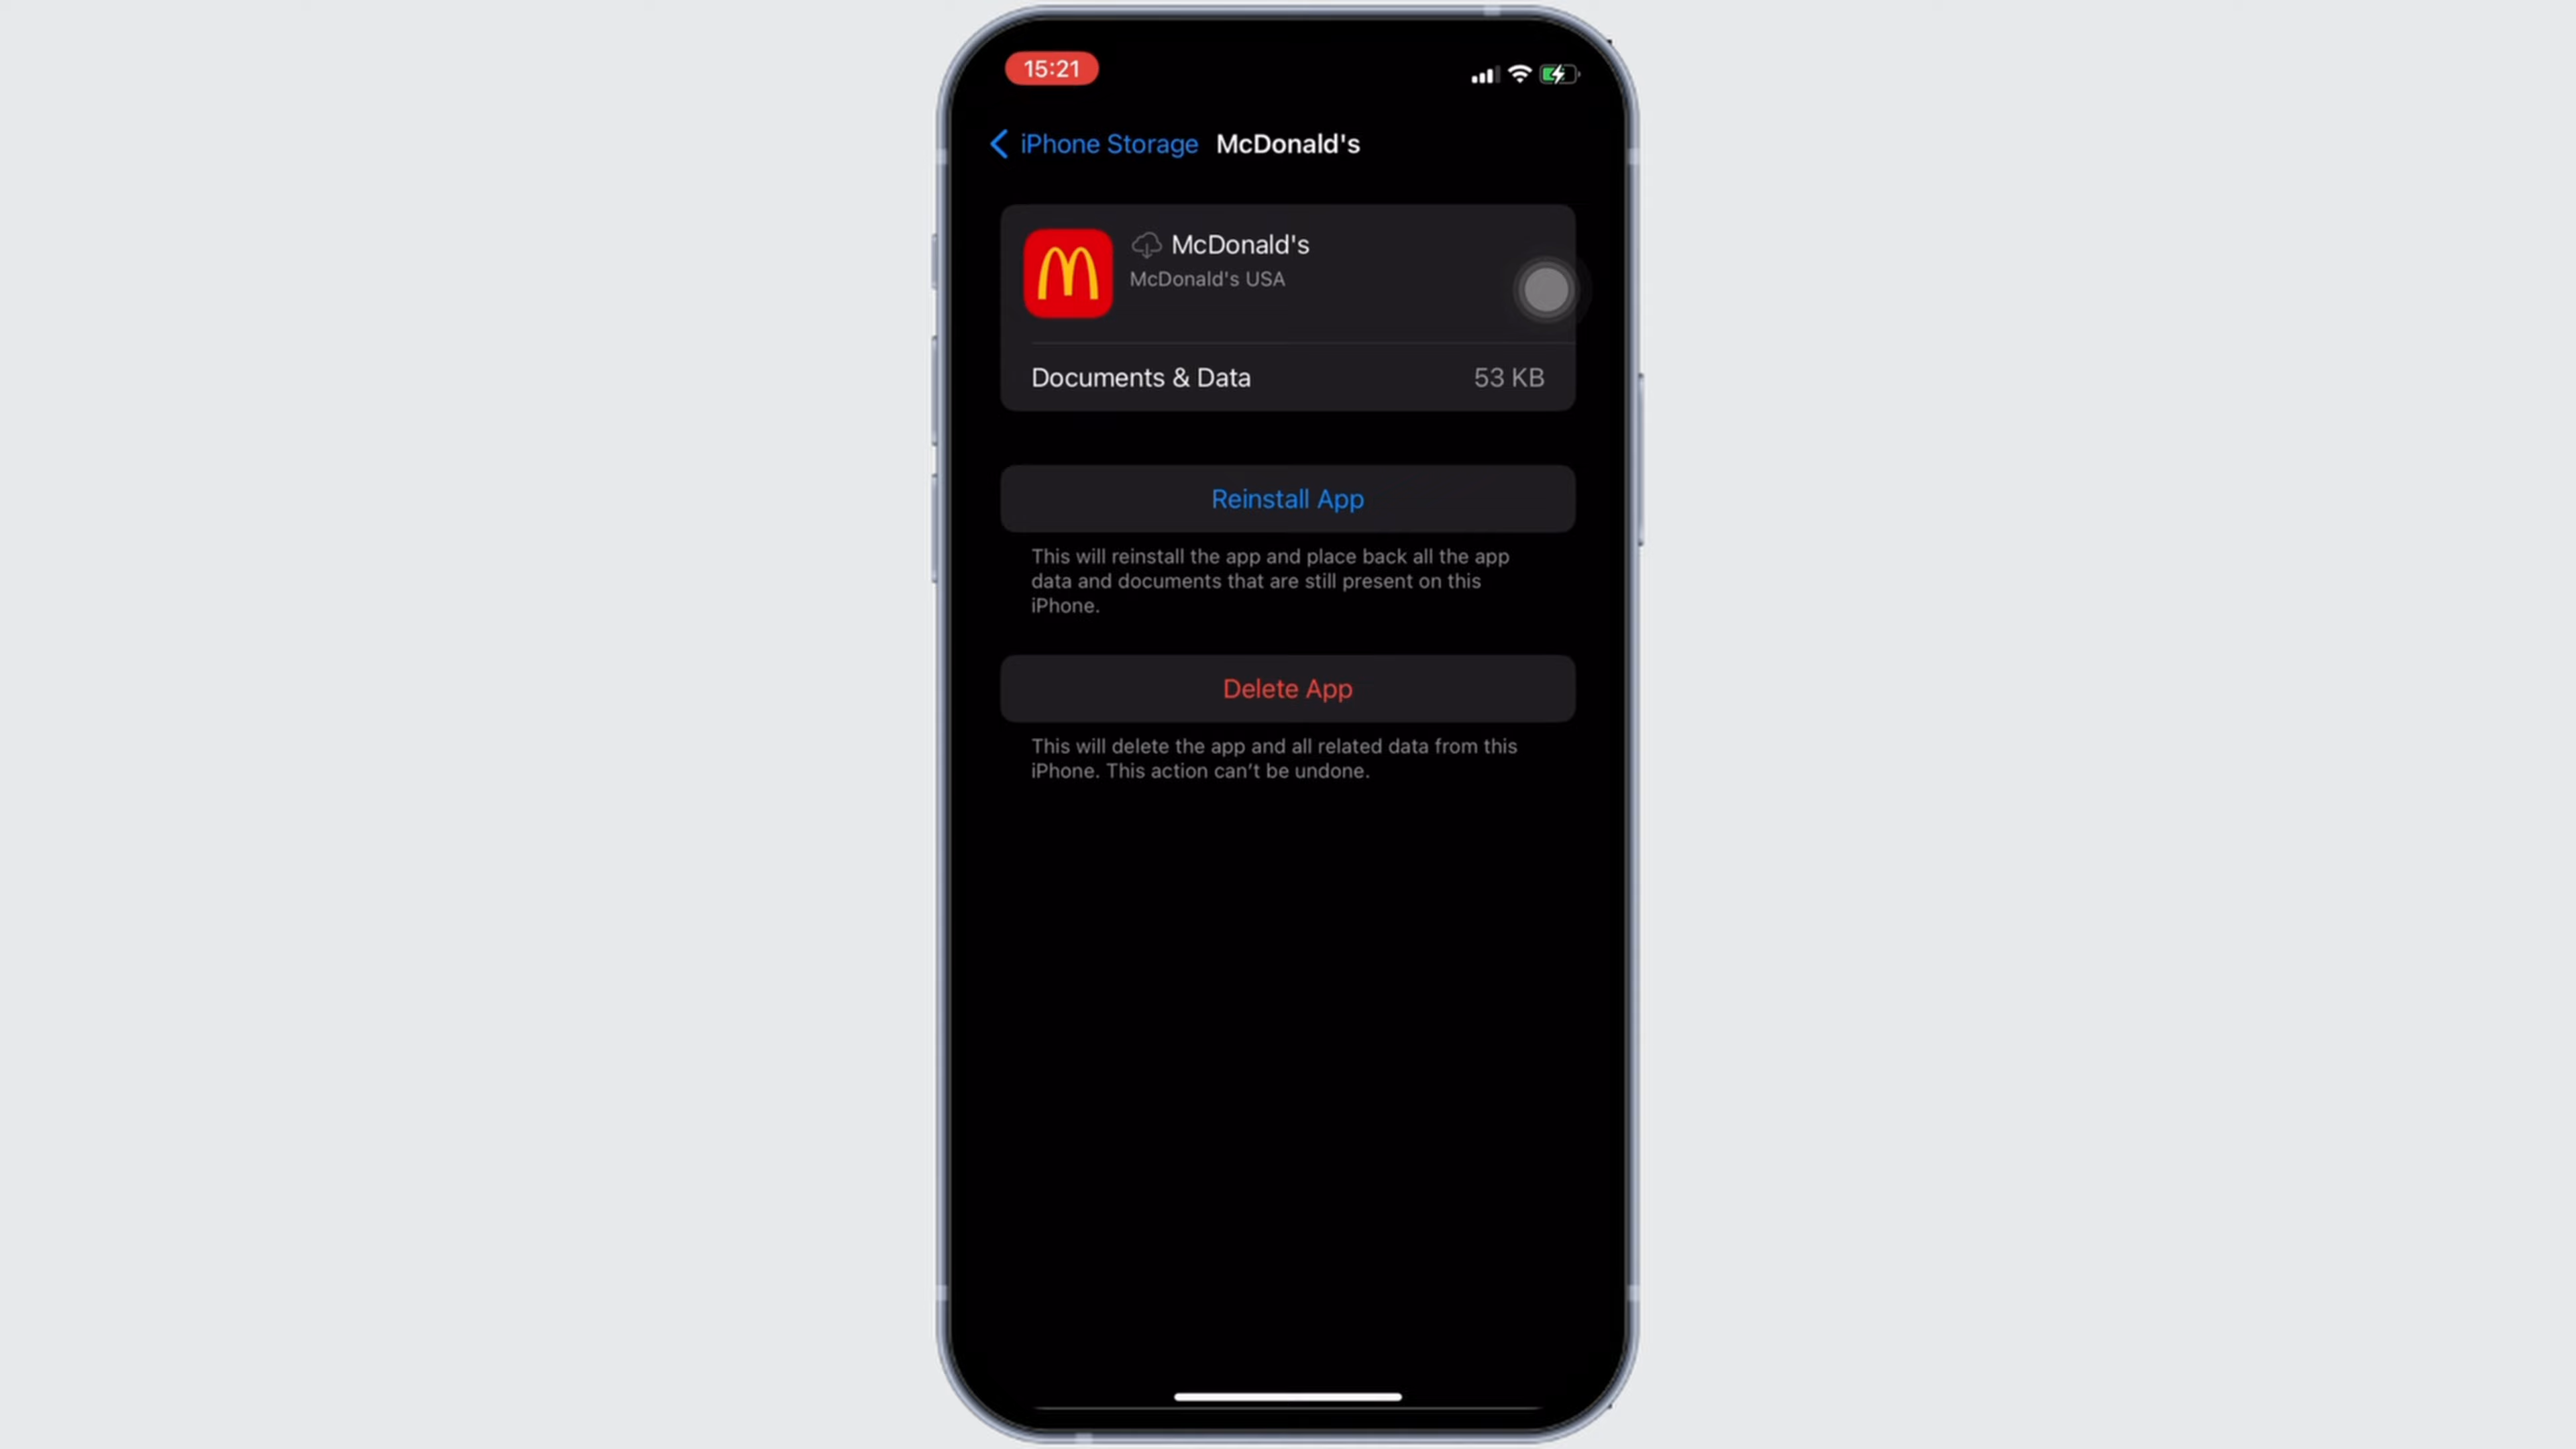 15:21
iPhone Storage McDonald's
McDonald's
McDonald's USA
Documents & Data 53 KB
Reinstall App
This will reinstall the app and place back all the app
data and documents that are still present on this
iPhone.
Delete App
This will delete the app and all related data from this
iPhone. This action can’t be undone.